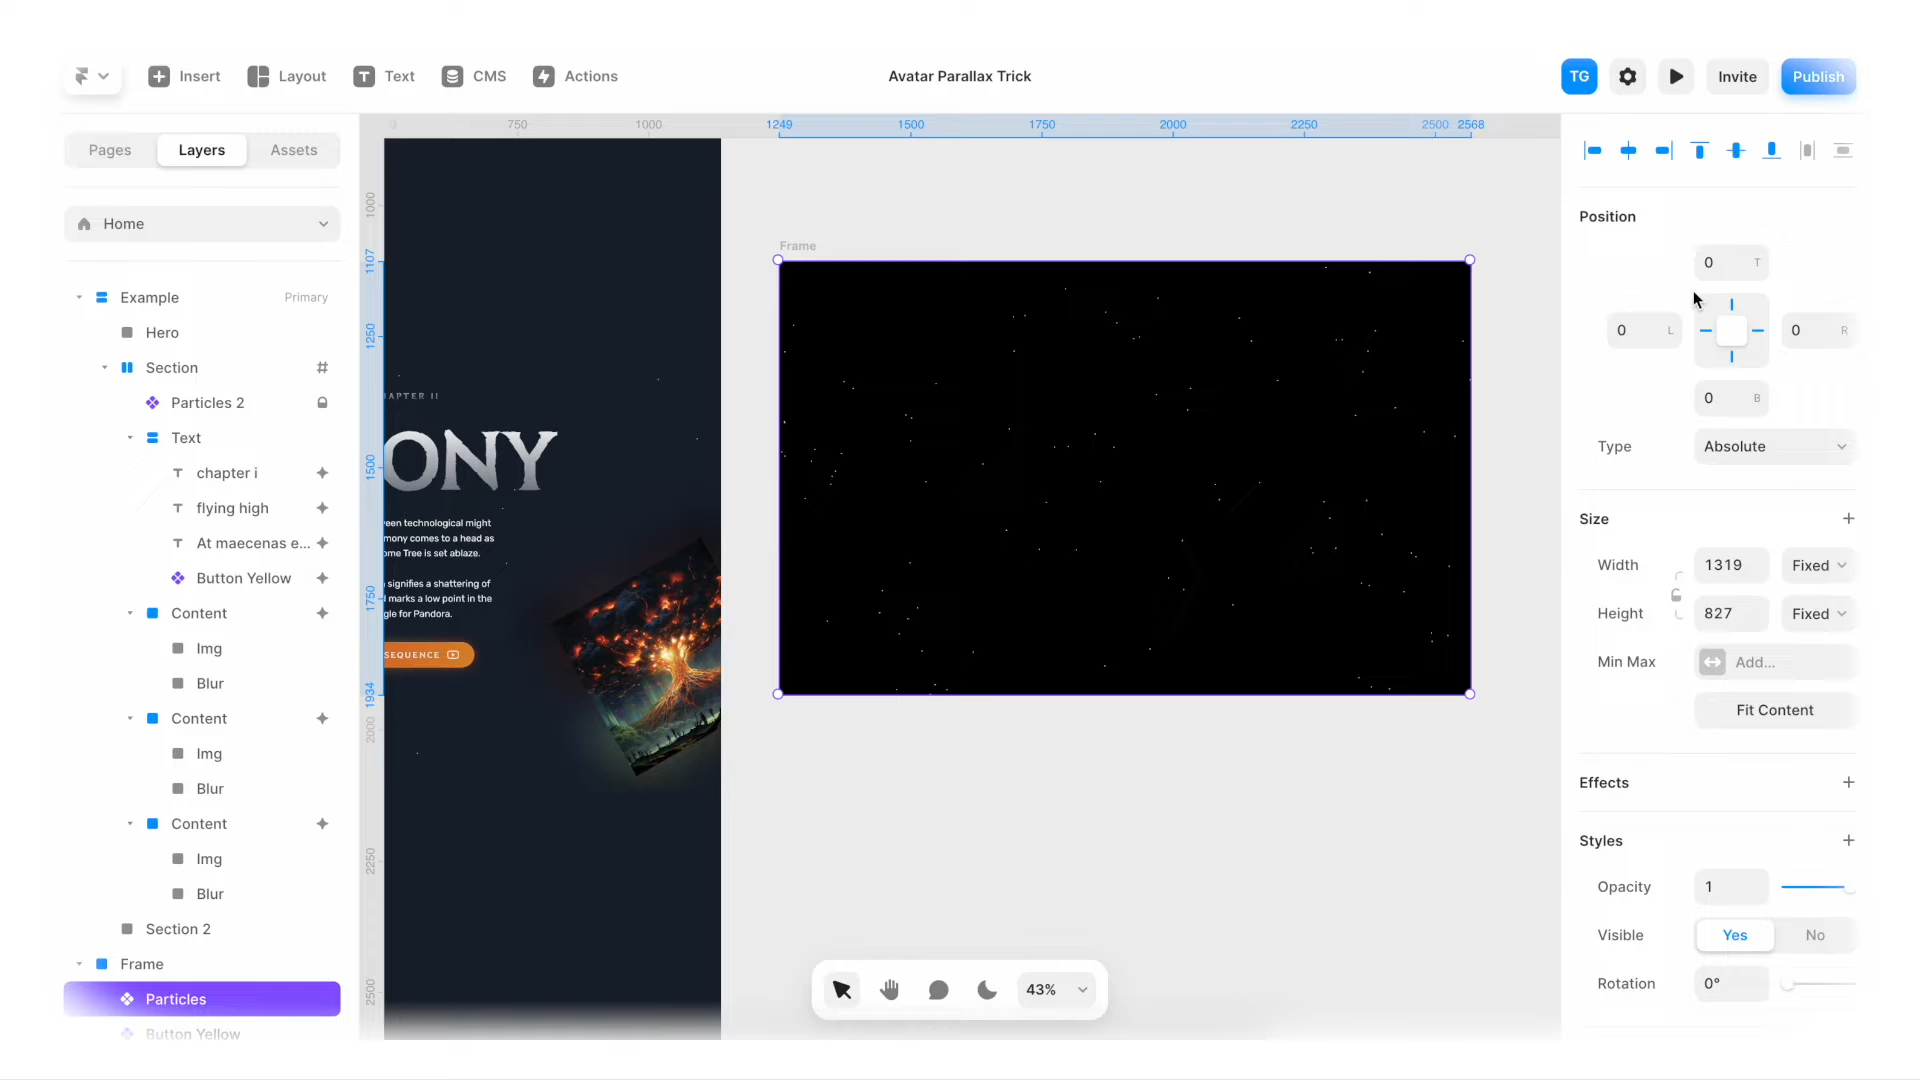 Insert
Layout
Text
CMS
Actions
Avatar Parallax Trick
TG
Invite
Publish
Pages
Layers
Assets
Home
Example
Primary
Hero
Section
Particles 2
Text
chapter i
flying high
At maecenas e...
Button Yellow
Content
Img
Blur
Content
Img
Blur
Content
Img
Blur
Section 2
Frame
Particles
Button Yellow
0
750
1000
1249
1500
1750
2000
2250
2500
2568
1000
1107
1250
1500
1750
1934
2000
2250
2500
HAPTER II
ONY
veen technological might
mony comes to a head as
ome Tree is set ablaze.
signifies a shattering of
d marks a low point in the
gle for Pandora.
SEQUENCE
Frame
43%
Position
0 T
0 L
0 R
0 B
Type
Absolute
Size
Width
1319
Fixed
Height
827
Fixed
Min Max
Add...
Fit Content
Effects
Styles
Opacity
1
Visible
Yes
No
Rotation
0°